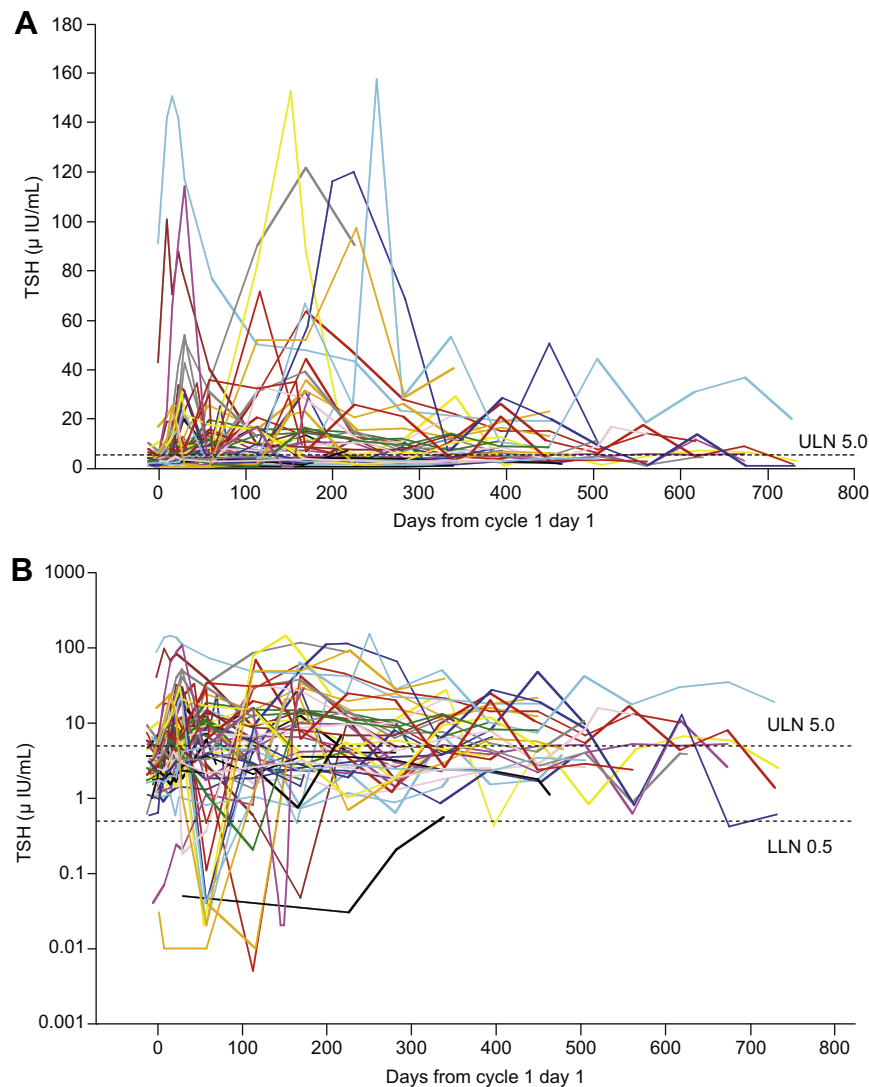 A
180
160
140
120
100
80
60
40
20
0
TSH (μ IU/mL)
ULN 5.0
0 100 200 300 400 500 600 700 800
Days from cycle 1 day 1
B
1000
100
10
1
0.1
0.01
0.001
TSH (μ IU/mL)
ULN 5.0
LLN 0.5
0 100 200 300 400 500 600 700 800
Days from cycle 1 day 1